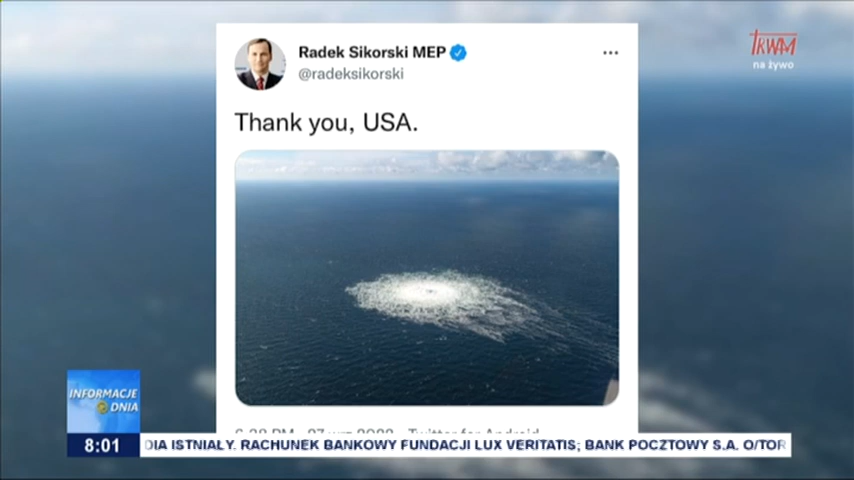 Radek Sikorski MEP
@radeksikorski
TRWAM
na żywo
Thank you, USA.
INFORMACJE
DNIA
8:01
DIA ISTNIAŁY. RACHUNEK BANKOWY FUNDACJI LUX VERITATIS; BANK POCZTOWY S.A. O/TOR